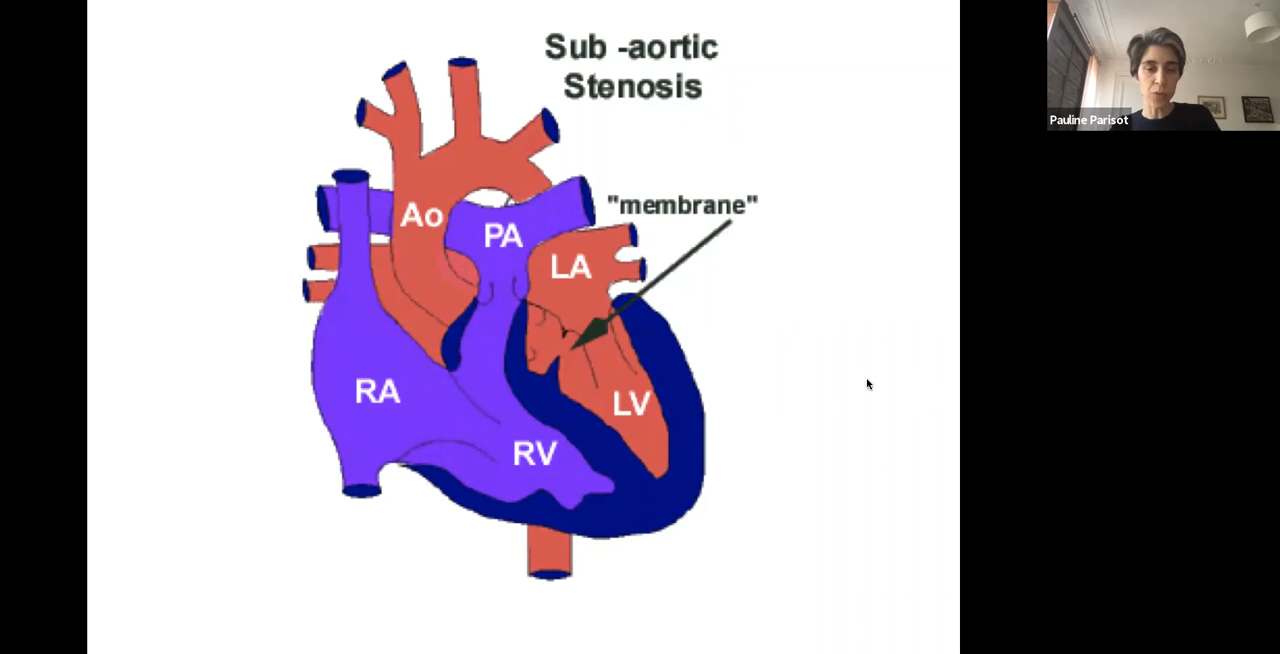 Sub -aortic
Stenosis
"membrane"
Ao
PA
LA
RA
LV
RV
Pauline Parisot